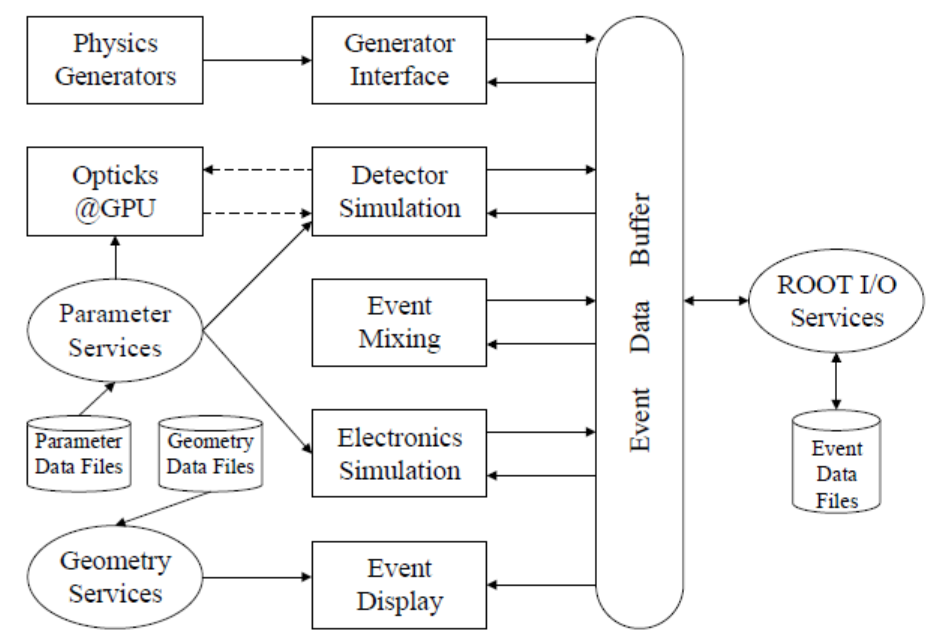 Physics
Generators
Generator
Interface
Opticks
@GPU
Detector
Simulation
Parameter
Services
Event
Mixing
Parameter
Data Files
Geometry
Data Files
Electronics
Simulation
Geometry
Services
Event
Display
Event Data Buffer
ROOT I/O
Services
Event
Data
Files